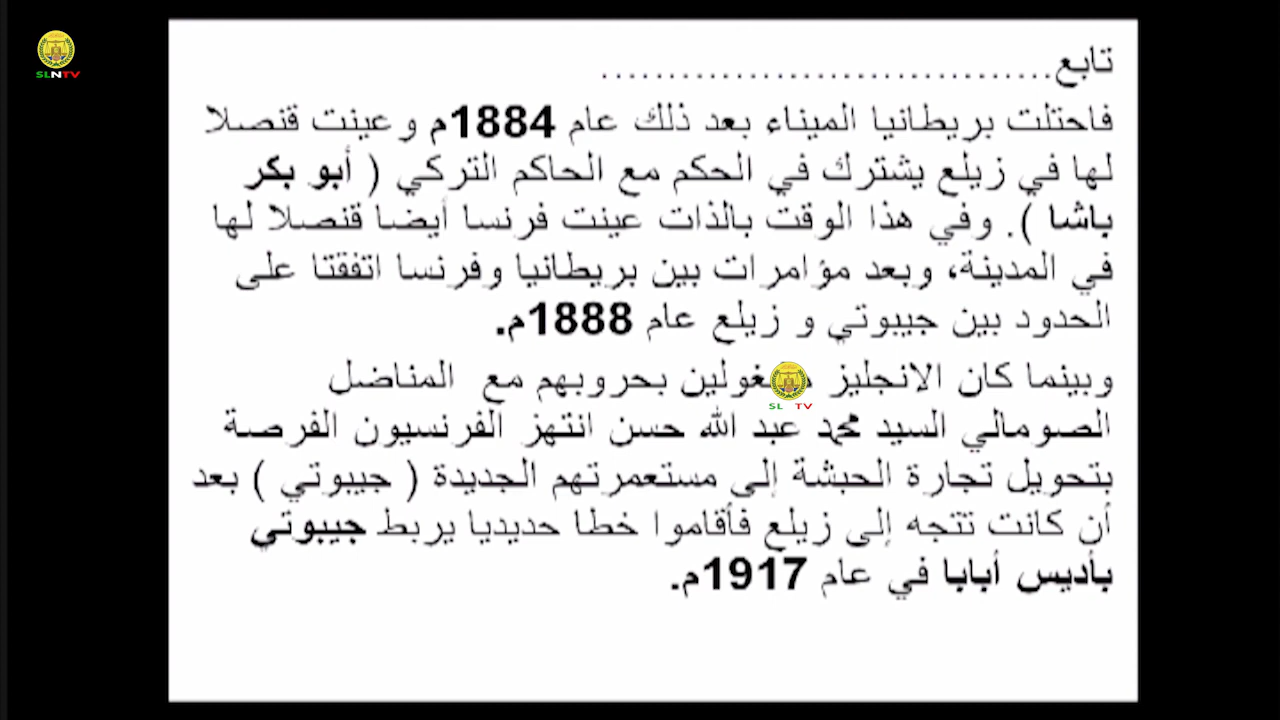 SLNTV
تابع..................................
فاحتلت بريطانيا الميناء بعد ذلك عام 1884م وعينت قنصلا
لها في زيلع يشترك في الحكم مع الحاكم التركي ( أبو بكر
باشا ). وفي هذا الوقت بالذات عينت فرنسا أيضا قنصلا لها
في المدينة، وبعد مؤامرات بين بريطانيا وفرنسا اتفقتا على
الحدود بين جيبوتي و زيلع عام 1888م.
وبينما كان الانجليز بحروبهم مع المناضل
الصومالي السيد محمد عبد الله حسن انتهز الفرنسيون الفرصة
بتحويل تجارة الحبشة إلى مستعمرتهم الجديدة ( جيبوتي ) بعد
أن كانت تتجه إلى زيلع فأقاموا خطا حديديا يربط جيبوتي
بأديس أبابا في عام 1917م.
SL TV